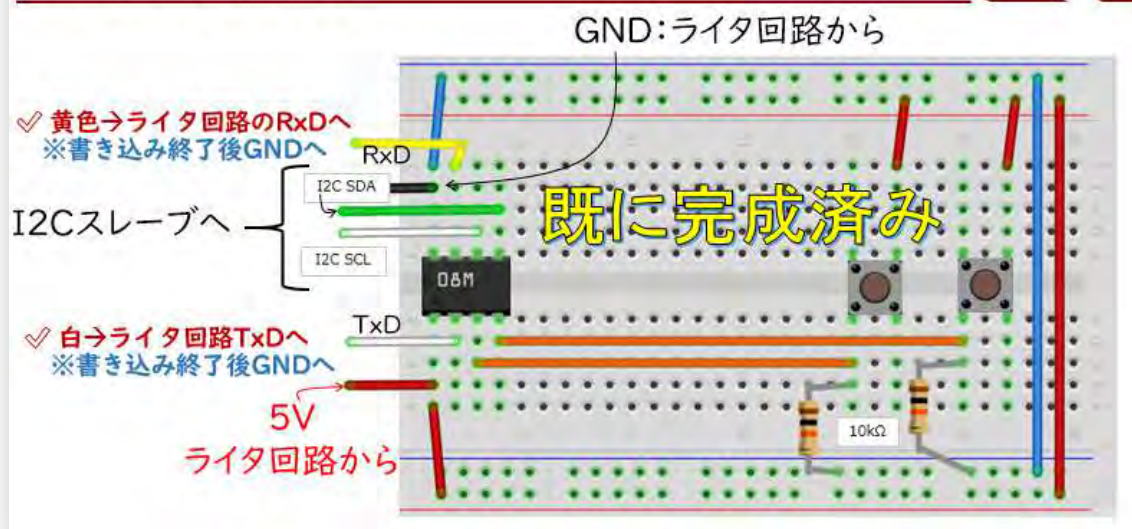 GND:ライタ回路から
✓ 黄色→ライタ回路のRxDへ
※書き込み終了後GNDへ
RxD
I2C SDA
I2Cスレーブへ
I2C SCL
既に完成済み
08M
TxD
✓ 白→ライタ回路TxDへ
※書き込み終了後GNDへ
5V
ライタ回路から
10kΩ